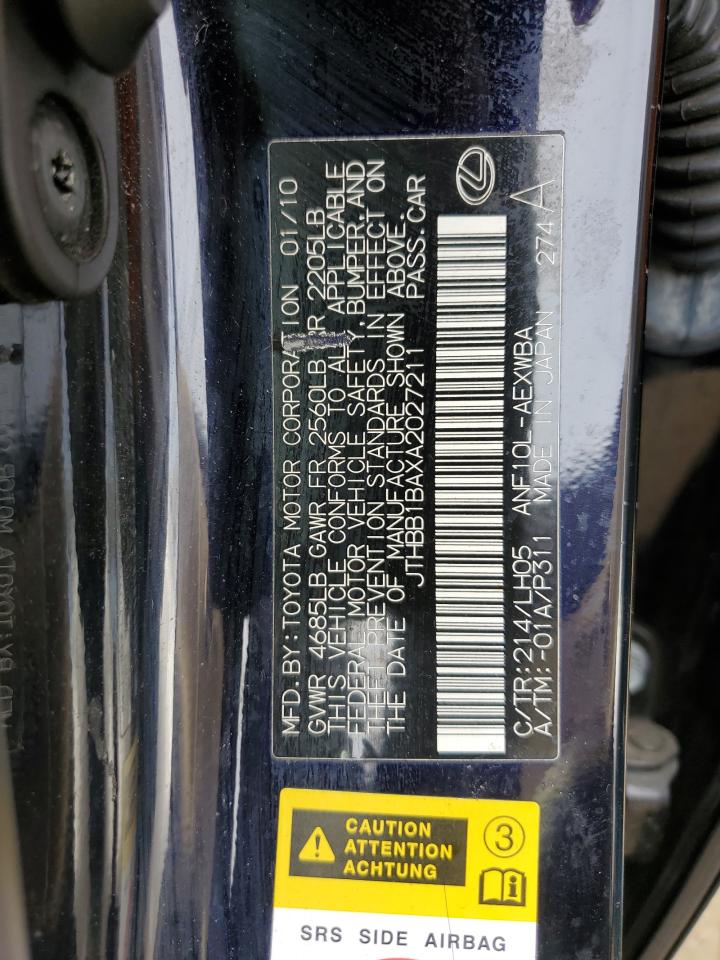 MFD.BY:TOYOTA MOTOR CORPORATION 01/10
GVWR 4685LB GAWR FR 2560LB RR 2205LB
THIS VEHICLE CONFORMS TO ALL APPLICABLE
FEDERAL MOTOR VEHICLE SAFETY, BUMPER, AND
THEFT PREVENTION STANDARDS IN EFFECT ON
THE DATE OF MANUFACTURE SHOWN ABOVE.
JTHBB1BAXA2027211 PASS.CAR
C/TR:214/LH05 ANF10L-AEXWBA
A/TM:-01A/P311 MADE IN JAPAN 274 A
CAUTION
ATTENTION
ACHTUNG
3
i
SRS SIDE AIRBAG